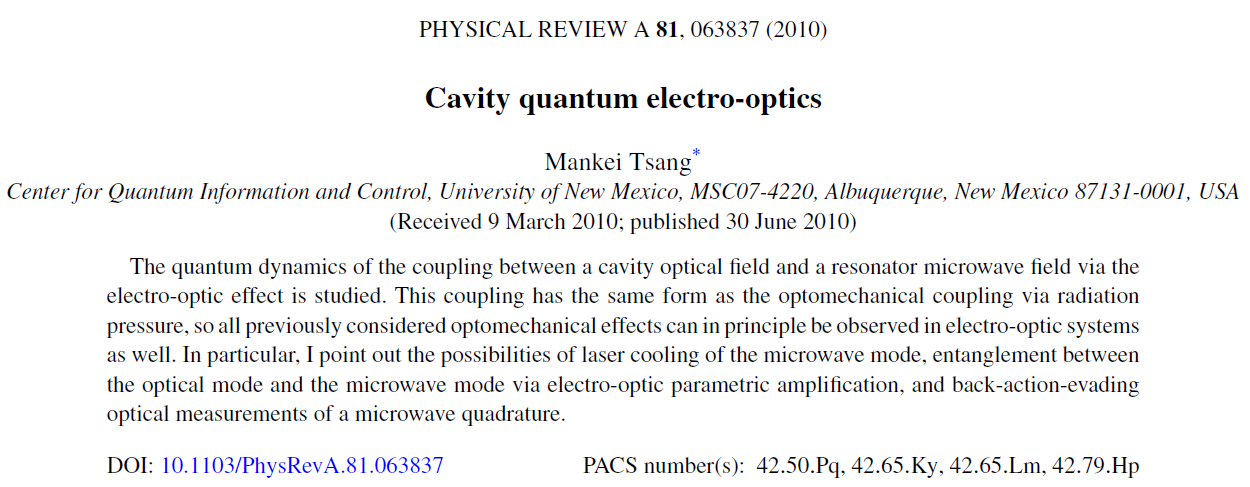 PHYSICAL REVIEW A 81, 063837 (2010)
Cavity quantum electro-optics
Mankei Tsang*
Center for Quantum Information and Control, University of New Mexico, MSC07-4220, Albuquerque, New Mexico 87131-0001, USA
(Received 9 March 2010; published 30 June 2010)
The quantum dynamics of the coupling between a cavity optical field and a resonator microwave field via the
electro-optic effect is studied. This coupling has the same form as the optomechanical coupling via radiation
pressure, so all previously considered optomechanical effects can in principle be observed in electro-optic systems
as well. In particular, I point out the possibilities of laser cooling of the microwave mode, entanglement between
the optical mode and the microwave mode via electro-optic parametric amplification, and back-action-evading
optical measurements of a microwave quadrature.
DOI: 10.1103/PhysRevA.81.063837 PACS number(s): 42.50.Pq, 42.65.Ky, 42.65.Lm, 42.79.Hp